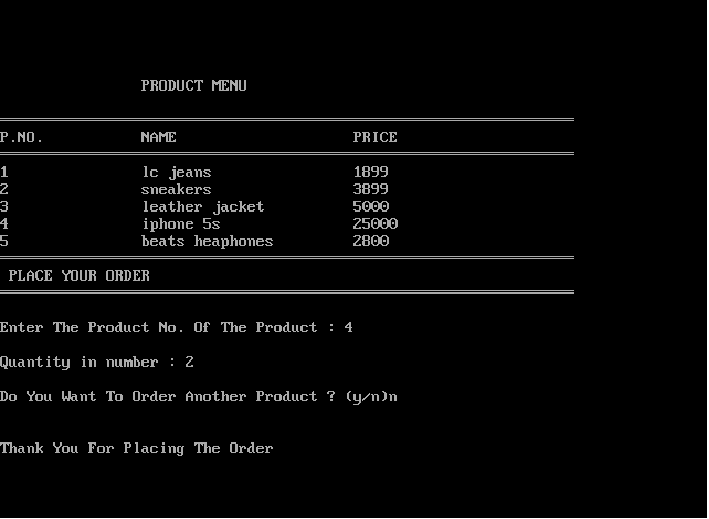 PRODUCT MENU
P.NO. NAME PRICE
1 lc jeans 1899
2 sneakers 3899
3 leather jacket 5000
4 iphone 5s 25000
5 beats heaphones 2800
PLACE YOUR ORDER
Enter The Product No. Of The Product : 4
Quantity in number : 2
Do You Want To Order Another Product ? (y/n)n
Thank You For Placing The Order